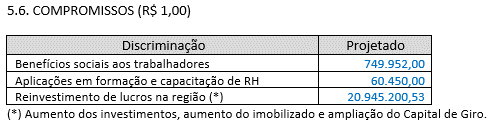 5.6. COMPROMISSOS (R$ 1,00)
Discriminação Projetado
Benefícios sociais aos trabalhadores 749.952,00
Aplicações em formação e capacitação de RH 60.450,00
Reinvestimento de lucros na região (*) 20.945.200,53
(*) Aumento dos investimentos, aumento do imobilizado e ampliação do Capital de Giro.